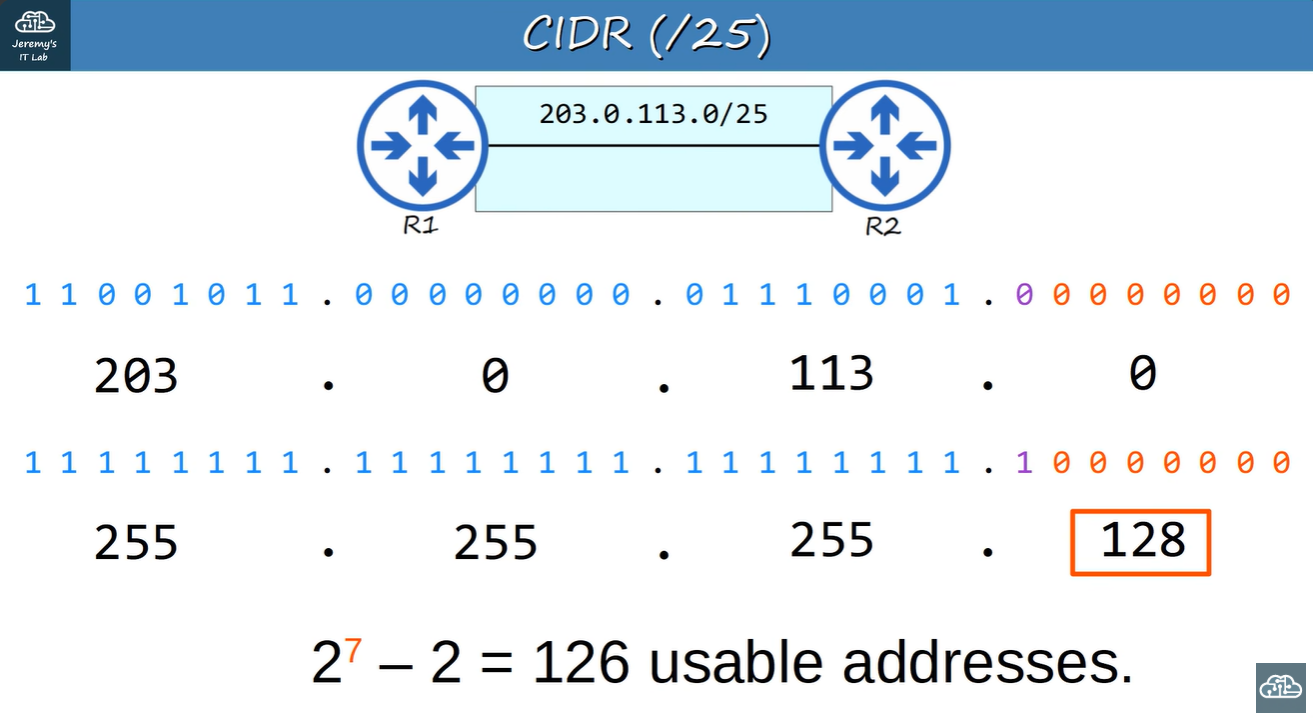 Jeremy's
IT Lab
CIDR (/25)
203.0.113.0/25
R1
R2
1 1 0 0 1 0 1 1 . 0 0 0 0 0 0 0 0 . 0 1 1 1 0 0 0 1 . 0 0 0 0 0 0 0 0
203 . 0 . 113 . 0
1 1 1 1 1 1 1 1 . 1 1 1 1 1 1 1 1 . 1 1 1 1 1 1 1 1 . 1 0 0 0 0 0 0 0
255 . 255 . 255 . 128
2⁷ – 2 = 126 usable addresses.